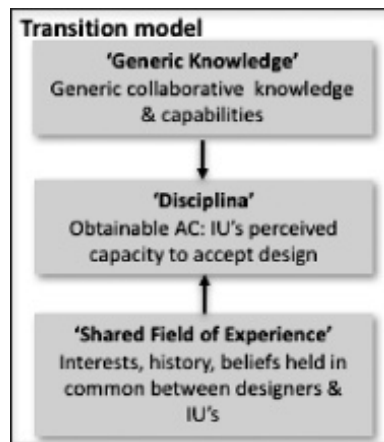 Transition model
‘Generic Knowledge’
Generic collaborative knowledge
& capabilities
‘Disciplina’
Obtainable AC: IU’s perceived
capacity to accept design
‘Shared Field of Experience’
Interests, history, beliefs held in
common between designers &
IU’s